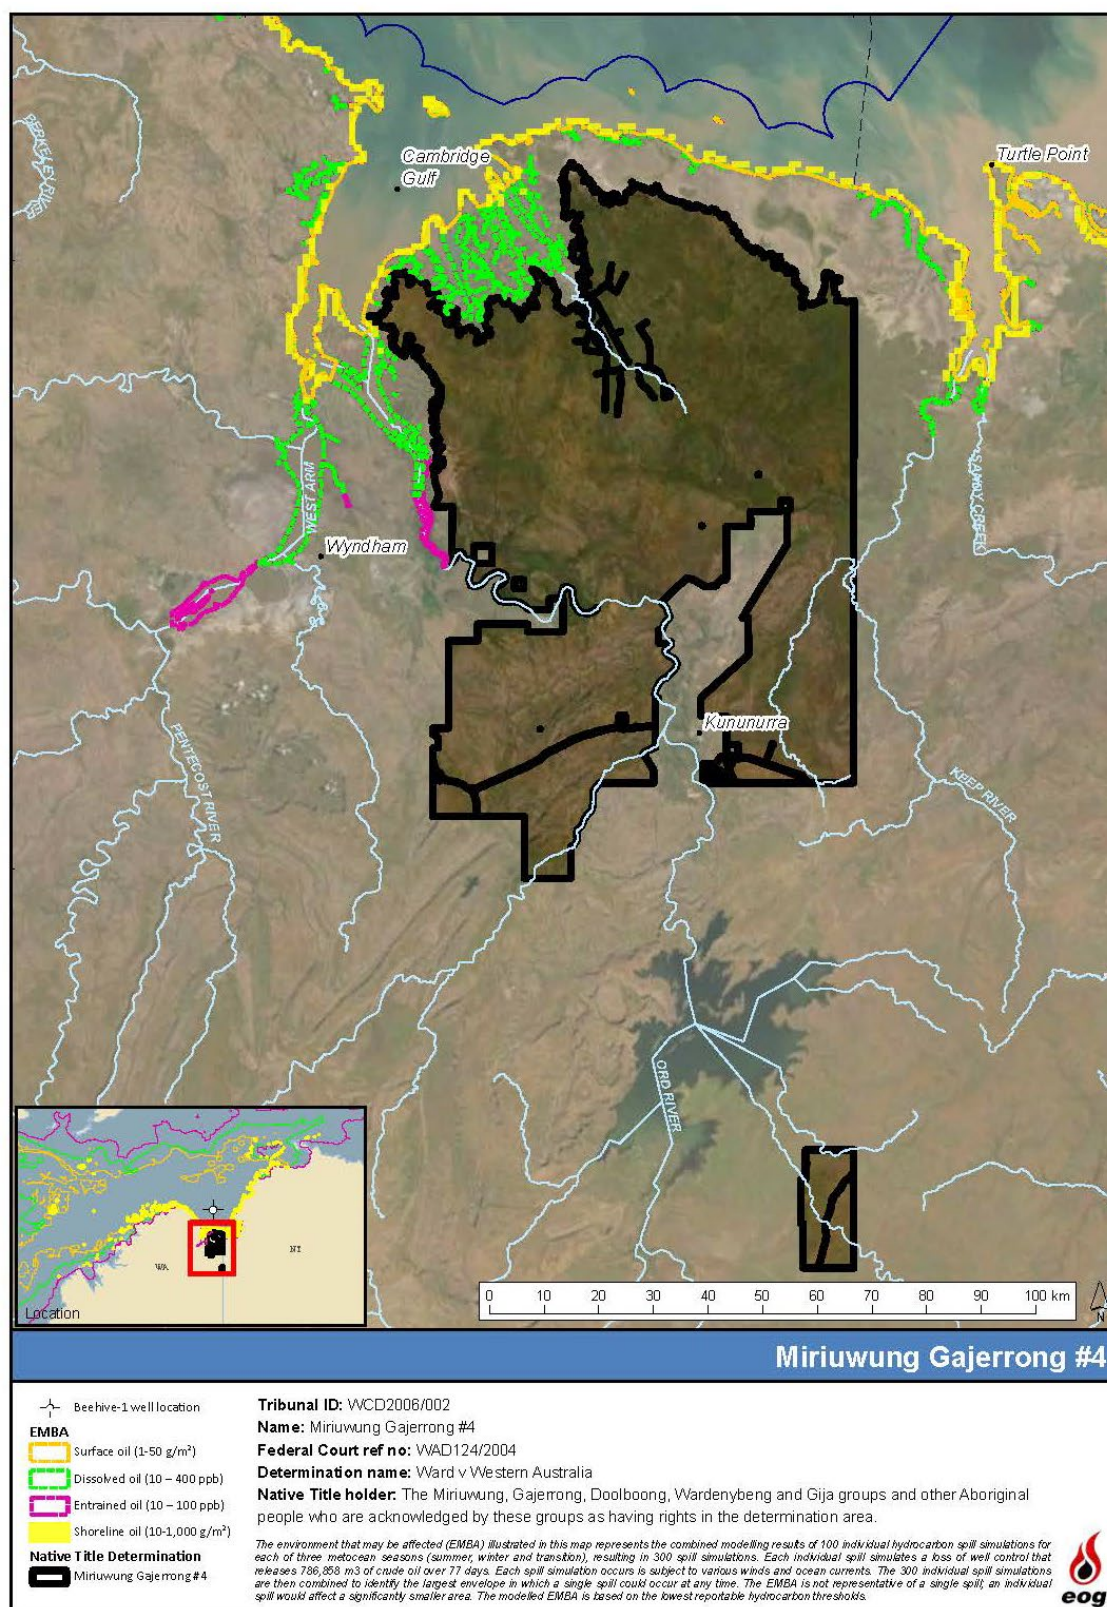 BERKELEY RIVER
Cambridge
Gulf
Turtle Point
WEST ARM
Wyndham
SANDY CREEK
PENTECOST RIVER
Kununurra
KEEP RIVER
ORD RIVER
WA
NT
Location
0 10 20 30 40 50 60 70 80 90 100 km
N
Miriuwung Gajerrong #4
Beehive-1 well location
EMBA
Surface oil (1-50 g/m²)
Dissolved oil (10 – 400 ppb)
Entrained oil (10 – 100 ppb)
Shoreline oil (10-1,000 g/m²)
Native Title Determination
Miriuwung Gajerrong #4
Tribunal ID: WCD2006/002
Name: Miriuwung Gajerrong #4
Federal Court ref no: WAD124/2004
Determination name: Ward v Western Australia
Native Title holder: The Miriuwung, Gajerrong, Doolboong, Wardenybeng and Gija groups and other Aboriginal
people who are acknowledged by these groups as having rights in the determination area.
The environment that may be affected (EMBA) illustrated in this map represents the combined modelling results of 100 individual hydrocarbon spill simulations for
each of three metocean seasons (summer, winter and transition), resulting in 300 spill simulations. Each individual spill simulates a loss of well control that
releases 786,858 m3 of crude oil over 77 days. Each spill simulation occurs is subject to various winds and ocean currents. The 300 individual spill simulations
are then combined to identify the largest envelope in which a single spill could occur at any time. The EMBA is not representative of a single spill; an individual
spill would affect a significantly smaller area. The modelled EMBA is based on the lowest reportable hydrocarbon thresholds.
eog